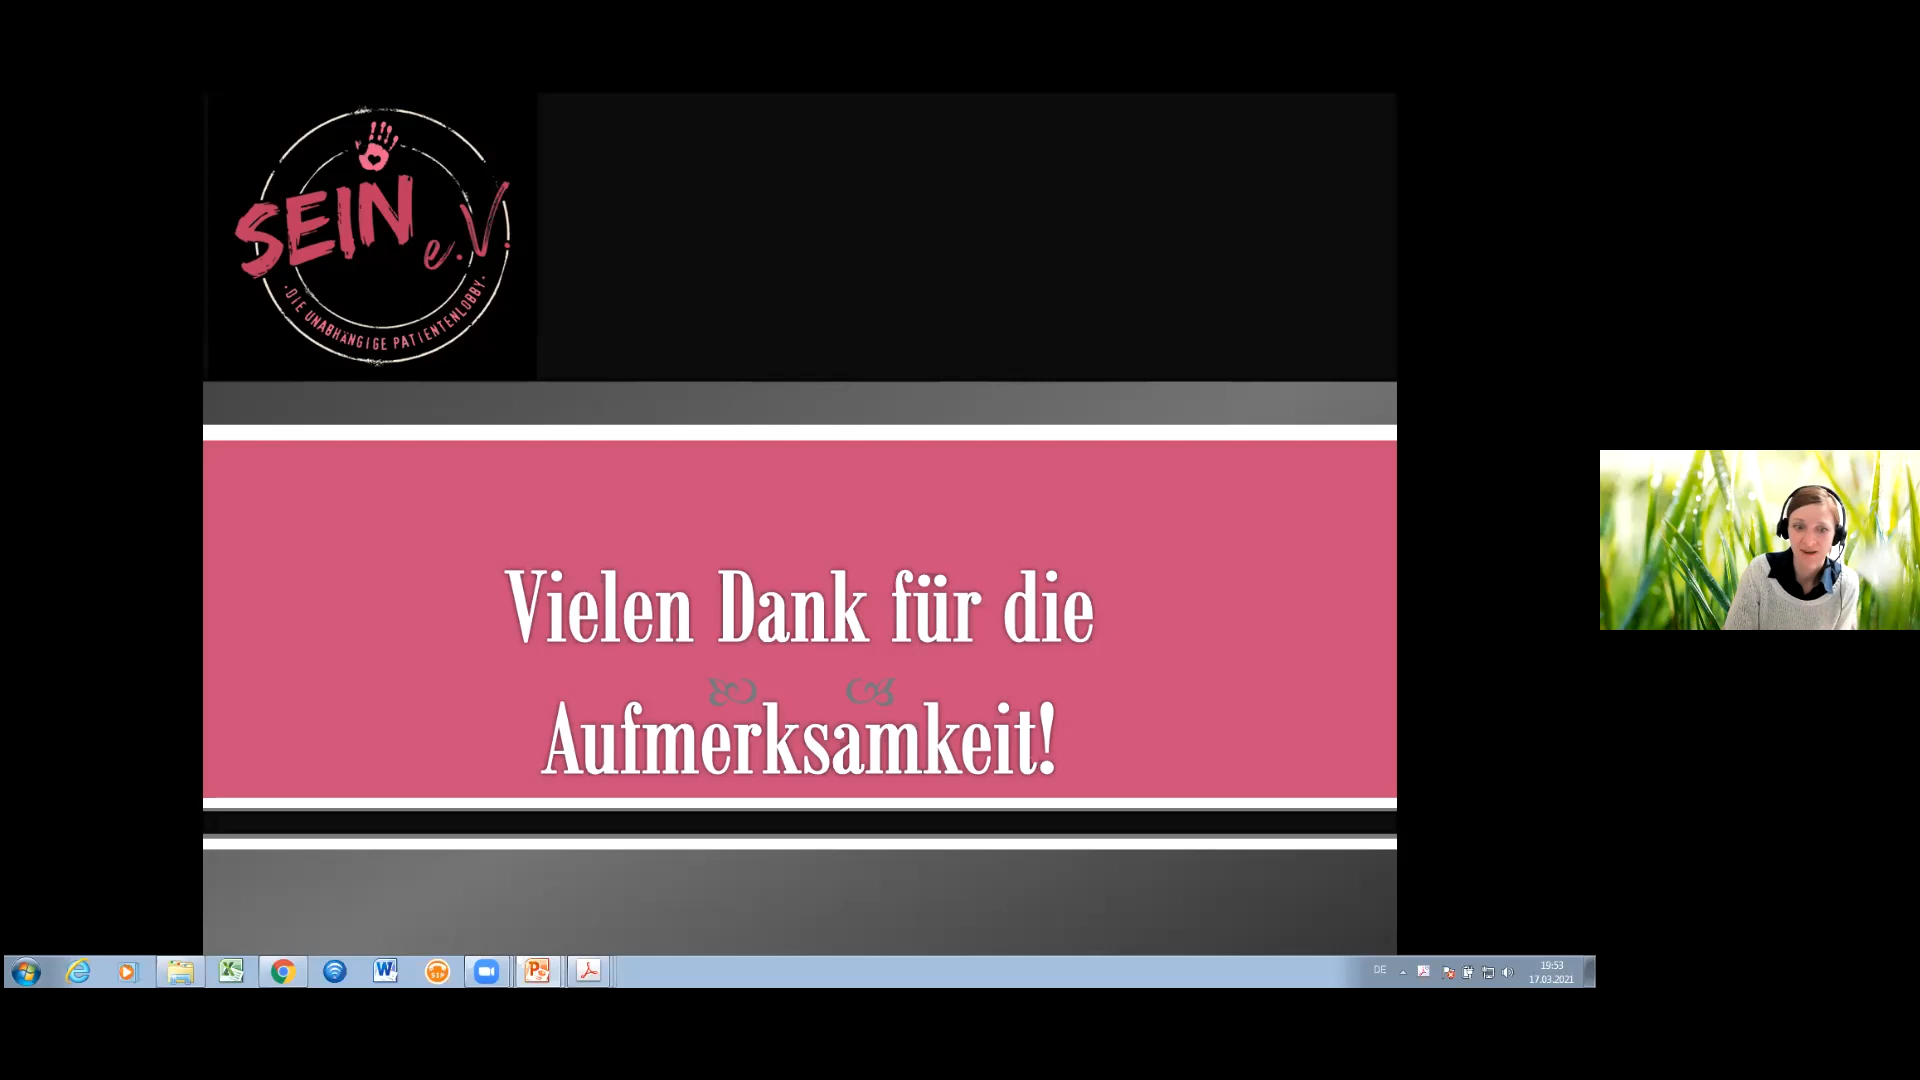 SEIN e.V.
·DIE UNABHÄNGIGE PATIENTENLOBBY·
Vielen Dank für die
Aufmerksamkeit!
DE
19:53
17.03.2021